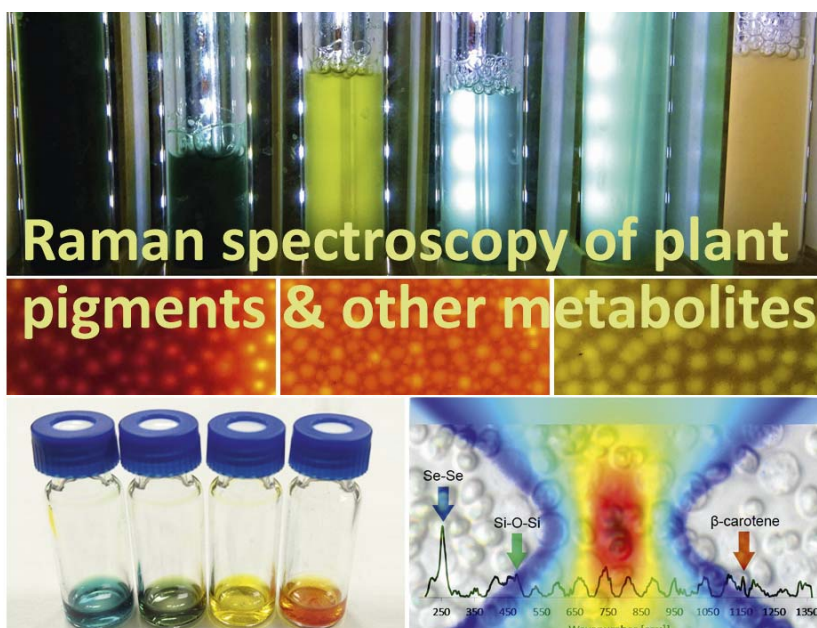 Raman spectroscopy of plant
pigments & other metabolites
Se-Se
Si-O-Si
β-carotene
250 350 450 550 650 750 850 950 1050 1150 1250 1350